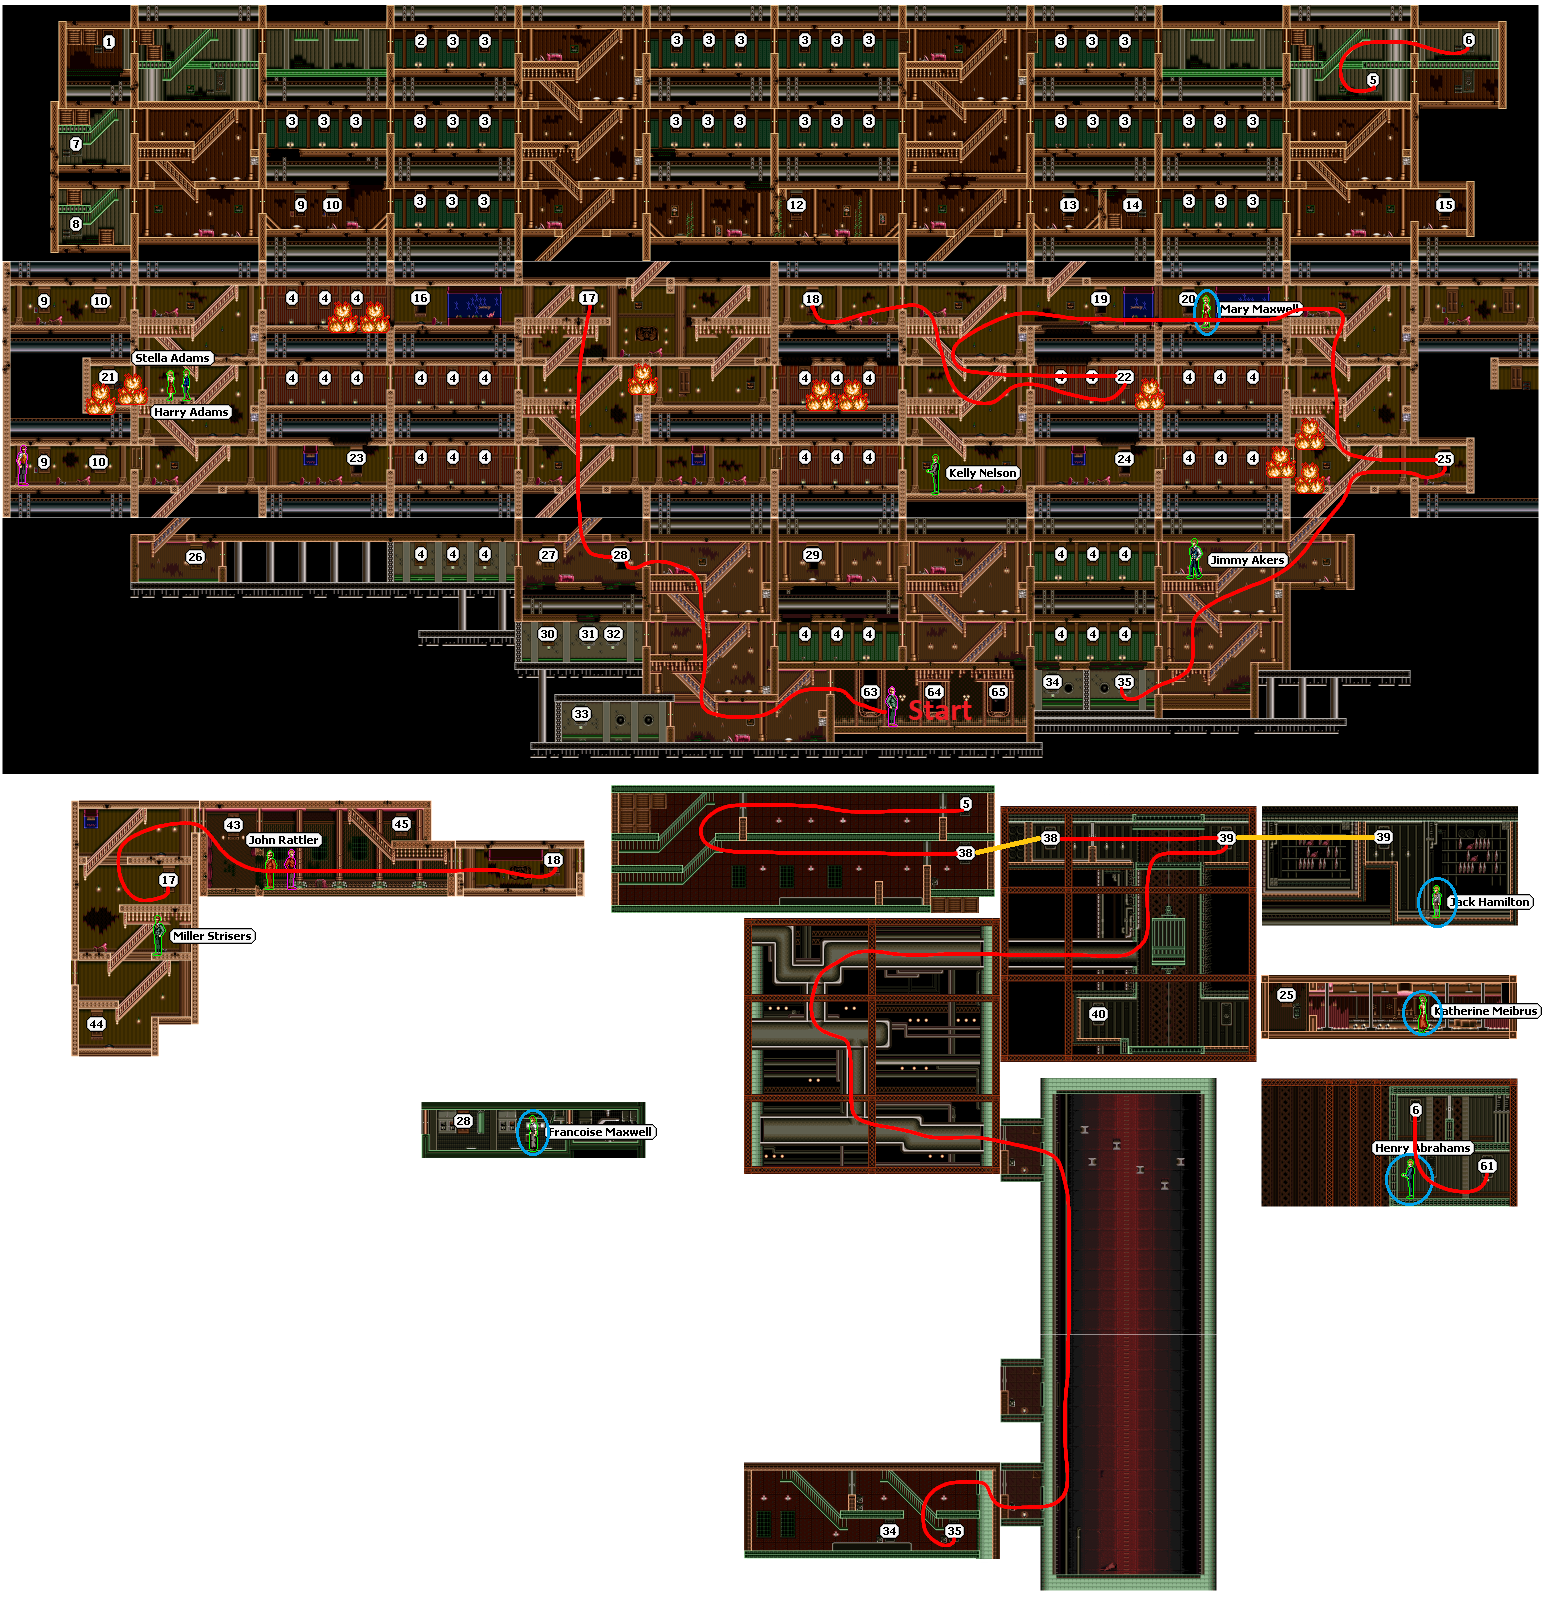 1 2 3 3 3 3 3 3 3 3 3 3 3 6
5
7 3 3 3 3 3 3 3 3 3 3 3 3 3 3 3 3 3 3
8 9 10 3 3 3 12 13 14 3 3 3 15
9 10 4 4 4 16 17 18 19 20 Mary Maxwell
Stella Adams
21 4 4 4 4 4 4 4 4 4 22 4 4 4
Harry Adams
9 10 23 4 4 4 4 4 4 24 4 4 4 25
Kelly Nelson
26 4 4 4 27 28 29 4 4 4 Jimmy Akers
30 31 32 4 4 4 4 4 4
34 35
63 64 65
Start
33
43 45 5
John Rattler 38 39 39
38
18
17
Jack Hamilton
Miller Strisers
25
Katherine Meibrus
44 40
28 6
Francoise Maxwell
Henry Abrahams
61
34 35